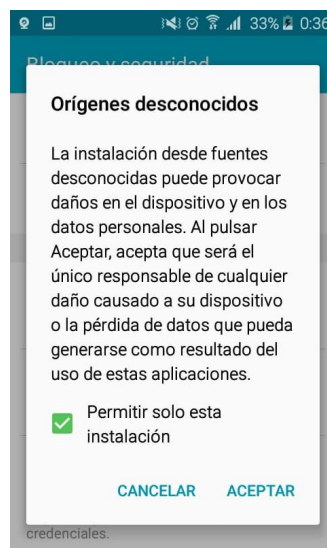 33% 0:36
Bloqueo y seguridad
Orígenes desconocidos
La instalación desde fuentes
desconocidas puede provocar
daños en el dispositivo y en los
datos personales. Al pulsar
Aceptar, acepta que será el
único responsable de cualquier
daño causado a su dispositivo
o la pérdida de datos que pueda
generarse como resultado del
uso de estas aplicaciones.
Permitir solo esta
instalación
CANCELAR ACEPTAR
credenciales.